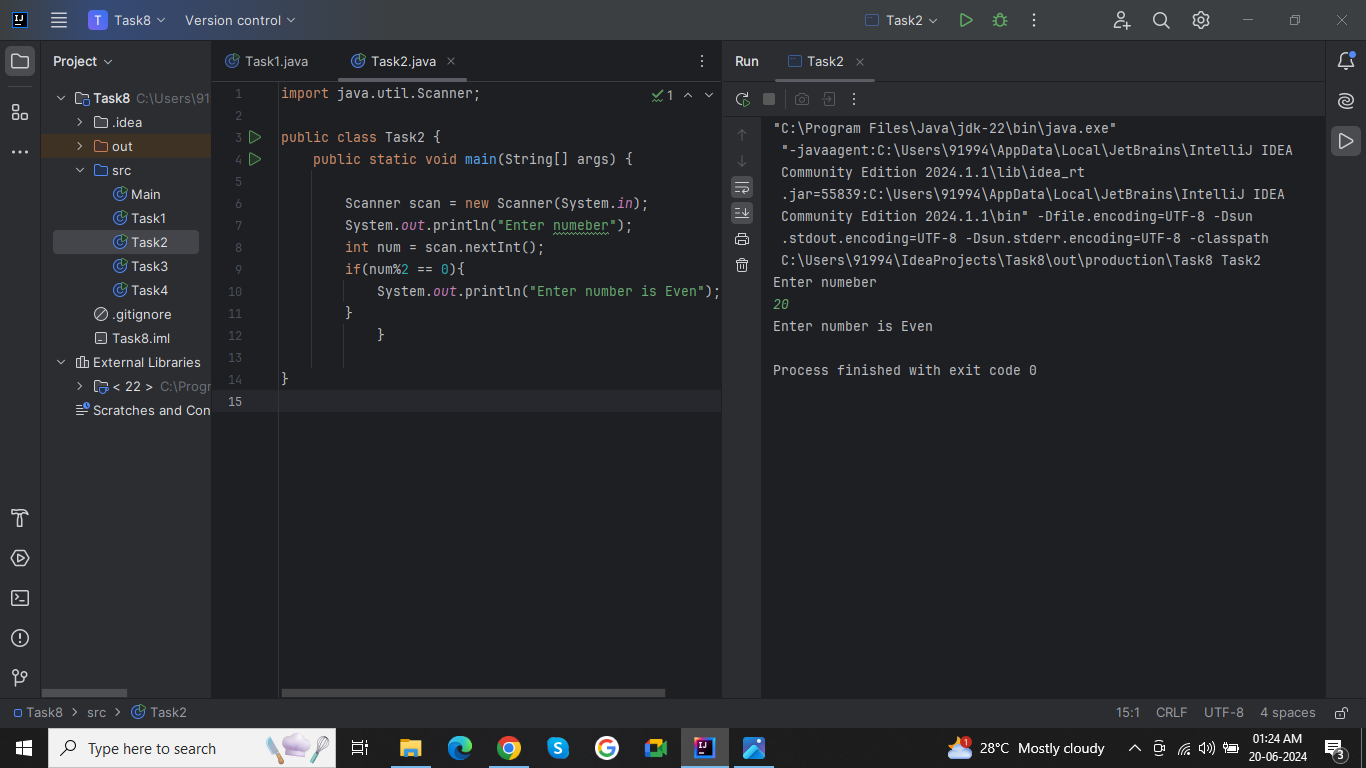 T Task8 Version control Task2
Project
Task8 C:\Users\91
.idea
out
src
Main
Task1
Task2
Task3
Task4
.gitignore
Task8.iml
External Libraries
< 22 > C:\Progr
Scratches and Con
Task1.java Task2.java
1 import java.util.Scanner;
2
3 public class Task2 {
4 public static void main(String[] args) {
5
6 Scanner scan = new Scanner(System.in);
7 System.out.println("Enter numeber");
8 int num = scan.nextInt();
9 if(num%2 == 0){
10 System.out.println("Enter number is Even");
11 }
12 }
13
14 }
15
1
Run Task2
"C:\Program Files\Java\jdk-22\bin\java.exe"
"-javaagent:C:\Users\91994\AppData\Local\JetBrains\IntelliJ IDEA
Community Edition 2024.1.1\lib\idea_rt
.jar=55839:C:\Users\91994\AppData\Local\JetBrains\IntelliJ IDEA
Community Edition 2024.1.1\bin" -Dfile.encoding=UTF-8 -Dsun
.stdout.encoding=UTF-8 -Dsun.stderr.encoding=UTF-8 -classpath
C:\Users\91994\IdeaProjects\Task8\out\production\Task8 Task2
Enter numeber
20
Enter number is Even
Process finished with exit code 0
Task8 > src > Task2
15:1 CRLF UTF-8 4 spaces
Type here to search
28°C Mostly cloudy
01:24 AM
20-06-2024
3